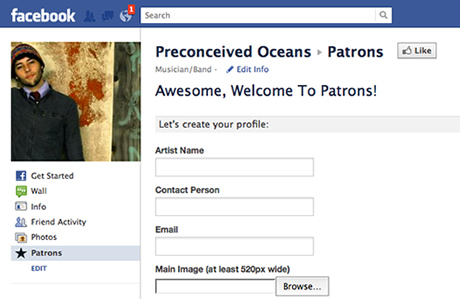 facebook
1
Search
Preconceived Oceans ▸ Patrons
Like
Musician/Band · Edit Info
Awesome, Welcome To Patrons!
Let's create your profile:
Artist Name
Contact Person
Email
Main Image (at least 520px wide)
Browse...
Get Started
Wall
Info
Friend Activity
Photos
Patrons
EDIT